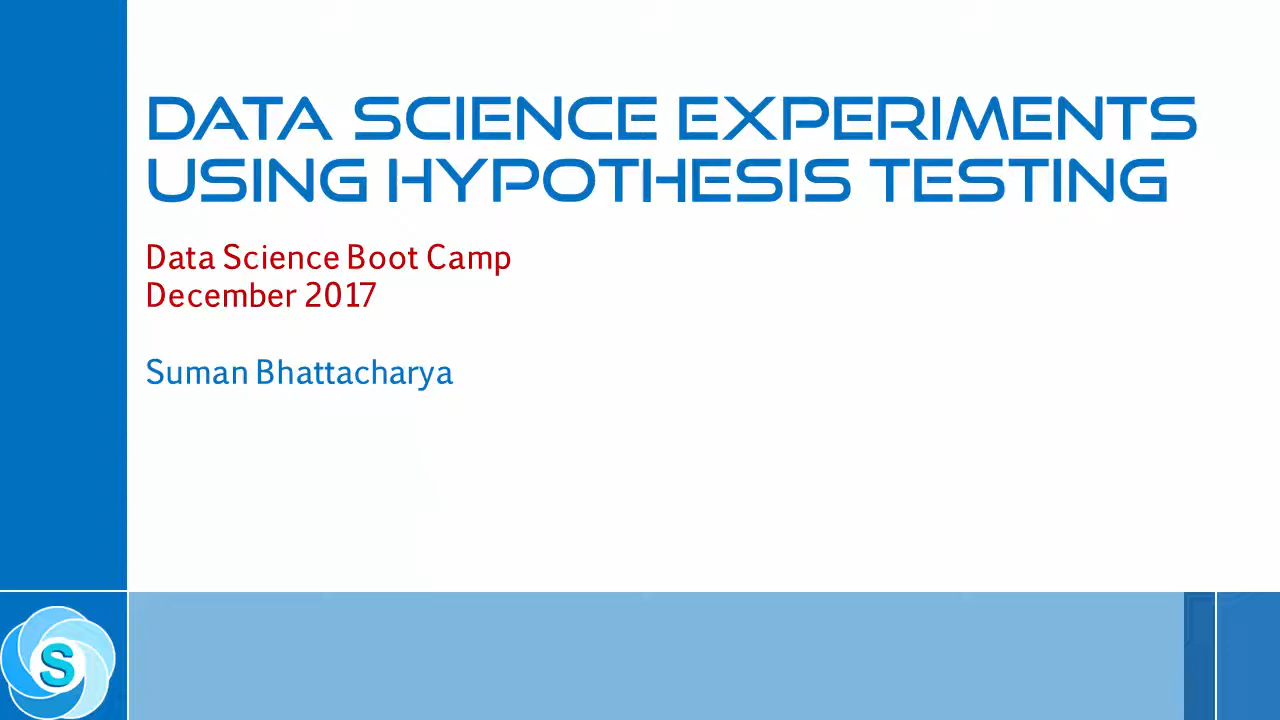 DATA SCIENCE EXPERIMENTS
USING HYPOTHESIS TESTING
Data Science Boot Camp
December 2017
Suman Bhattacharya
S